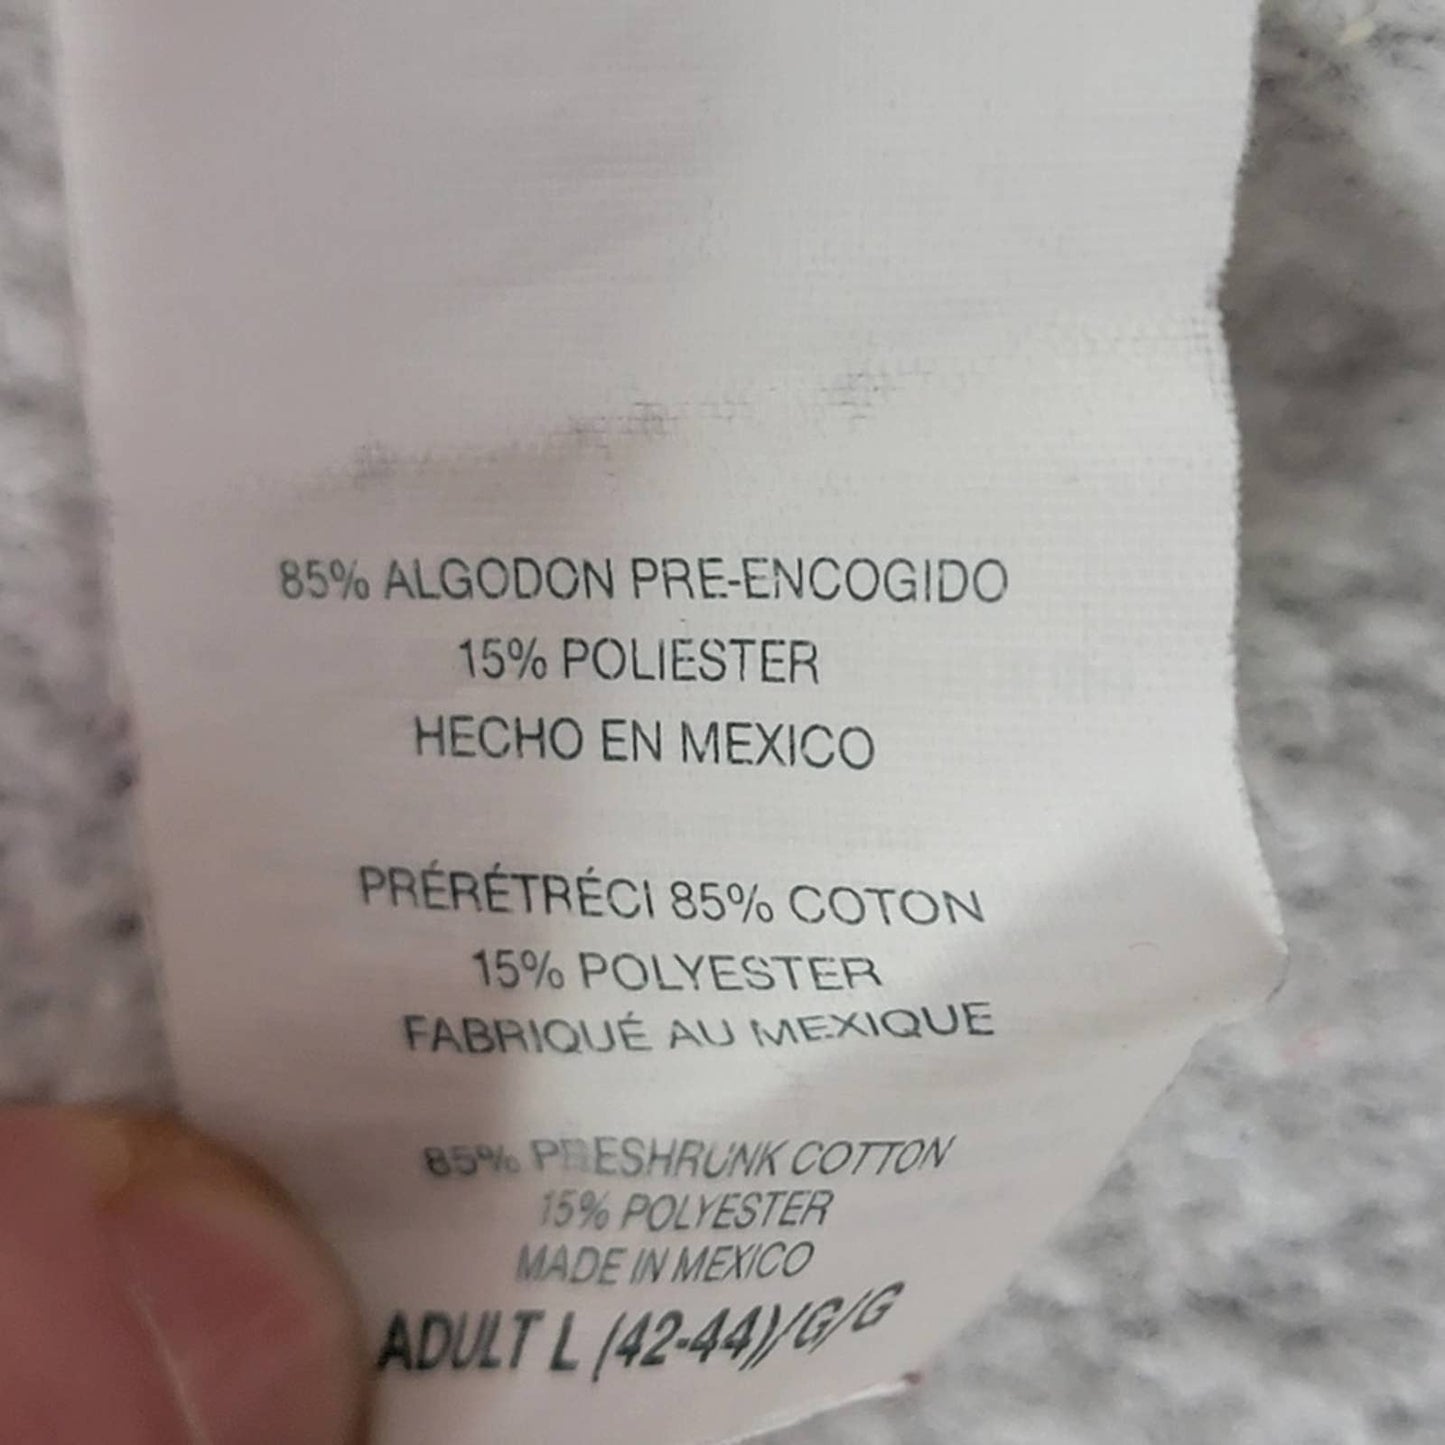 85% ALGODON PRE-ENCOGIDO
15% POLIESTER
HECHO EN MEXICO
PRÉRÉTRÉCI 85% COTON
15% POLYESTER
FABRIQUÉ AU MEXIQUE
85% PRESHRUNK COTTON
15% POLYESTER
MADE IN MEXICO
ADULT L (42-44)/G/G